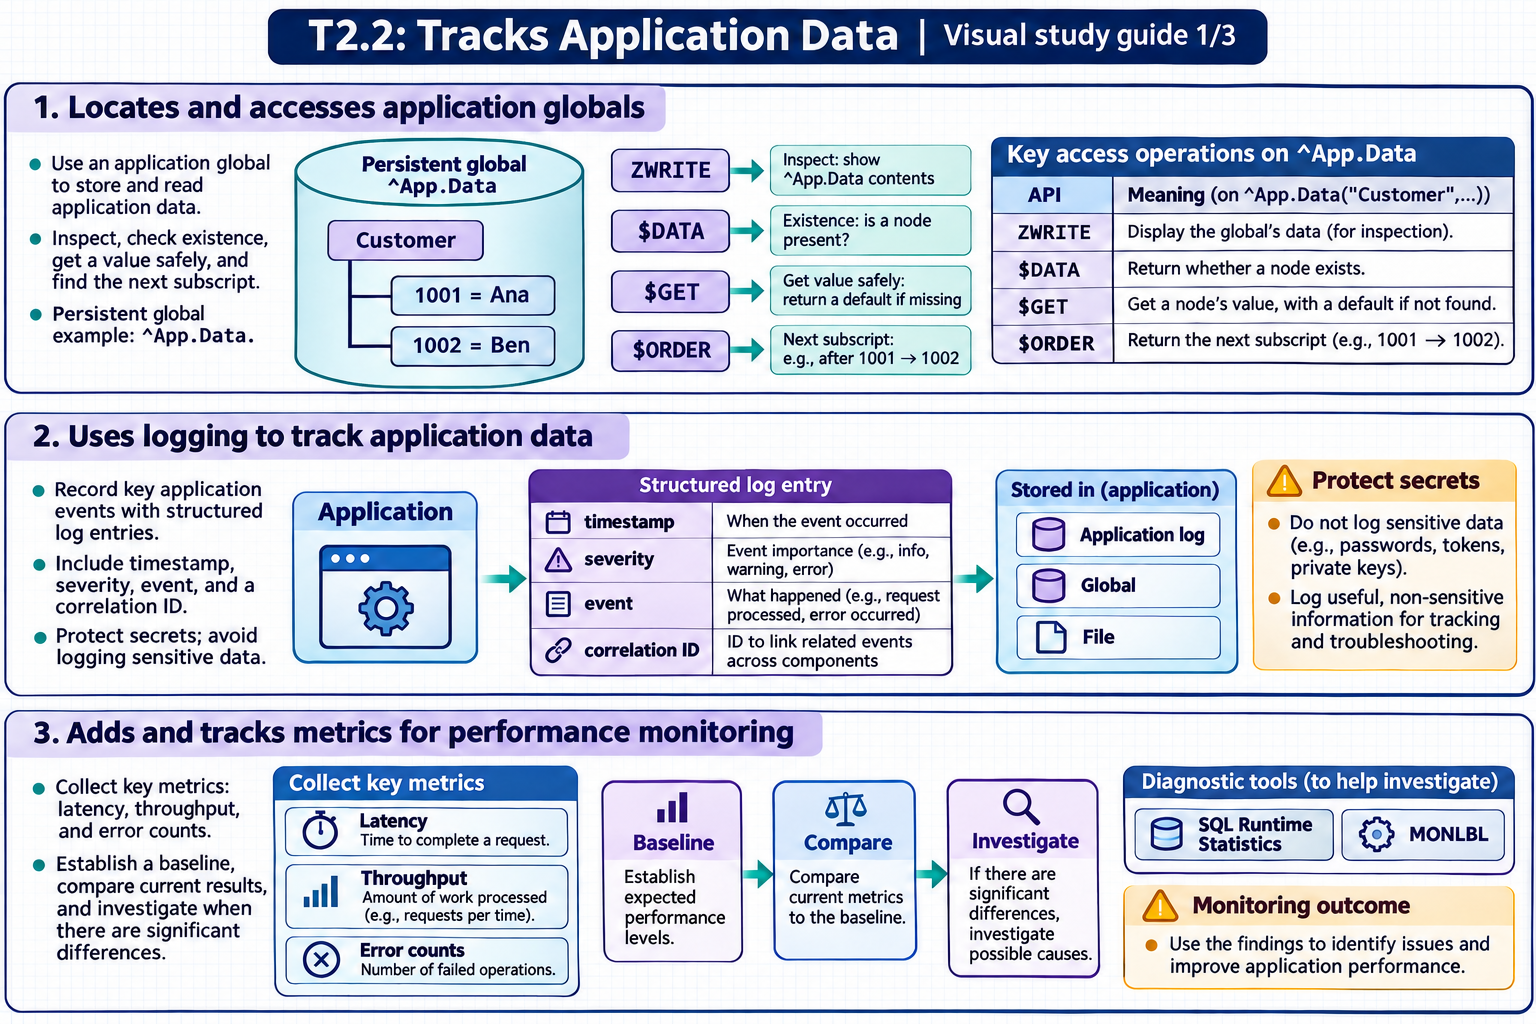 T2.2: Tracks Application Data | Visual study guide 1/3
1. Locates and accesses application globals
Use an application global
to store and read
application data.
Inspect, check existence,
get a value safely, and
find the next subscript.
Persistent global
example: ^App.Data.
Persistent global
^App.Data
Customer
1001 = Ana
1002 = Ben
ZWRITE
Inspect: show
^App.Data contents
$DATA
Existence: is a node
present?
$GET
Get value safely:
return a default if missing
$ORDER
Next subscript:
e.g., after 1001 → 1002
Key access operations on ^App.Data
API
Meaning (on ^App.Data("Customer",...))
ZWRITE
Display the global's data (for inspection).
$DATA
Return whether a node exists.
$GET
Get a node's value, with a default if not found.
$ORDER
Return the next subscript (e.g., 1001 → 1002).
2. Uses logging to track application data
Record key application
events with structured
log entries.
Include timestamp,
severity, event, and a
correlation ID.
Protect secrets; avoid
logging sensitive data.
Application
Structured log entry
timestamp
When the event occurred
severity
Event importance (e.g., info,
warning, error)
event
What happened (e.g., request
processed, error occurred)
correlation ID
ID to link related events
across components
Stored in (application)
Application log
Global
File
Protect secrets
Do not log sensitive data
(e.g., passwords, tokens,
private keys).
Log useful, non-sensitive
information for tracking
and troubleshooting.
3. Adds and tracks metrics for performance monitoring
Collect key metrics:
latency, throughput,
and error counts.
Establish a baseline,
compare current results,
and investigate when
there are significant
differences.
Collect key metrics
Latency
Time to complete a request.
Throughput
Amount of work processed
(e.g., requests per time).
Error counts
Number of failed operations.
Baseline
Establish
expected
performance
levels.
Compare
Compare
current metrics
to the baseline.
Investigate
If there are
significant
differences,
investigate
possible causes.
Diagnostic tools (to help investigate)
SQL Runtime
Statistics
MONLBL
Monitoring outcome
Use the findings to identify issues and
improve application performance.